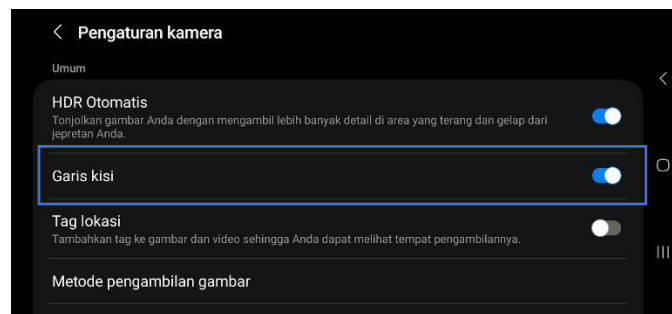 Pengaturan kamera
Umum
HDR Otomatis
Tonjolkan gambar Anda dengan mengambil lebih banyak detail di area yang terang dan gelap dari
jepretan Anda.
Garis kisi
Tag lokasi
Tambahkan tag ke gambar dan video sehingga Anda dapat melihat tempat pengambilannya.
Metode pengambilan gambar